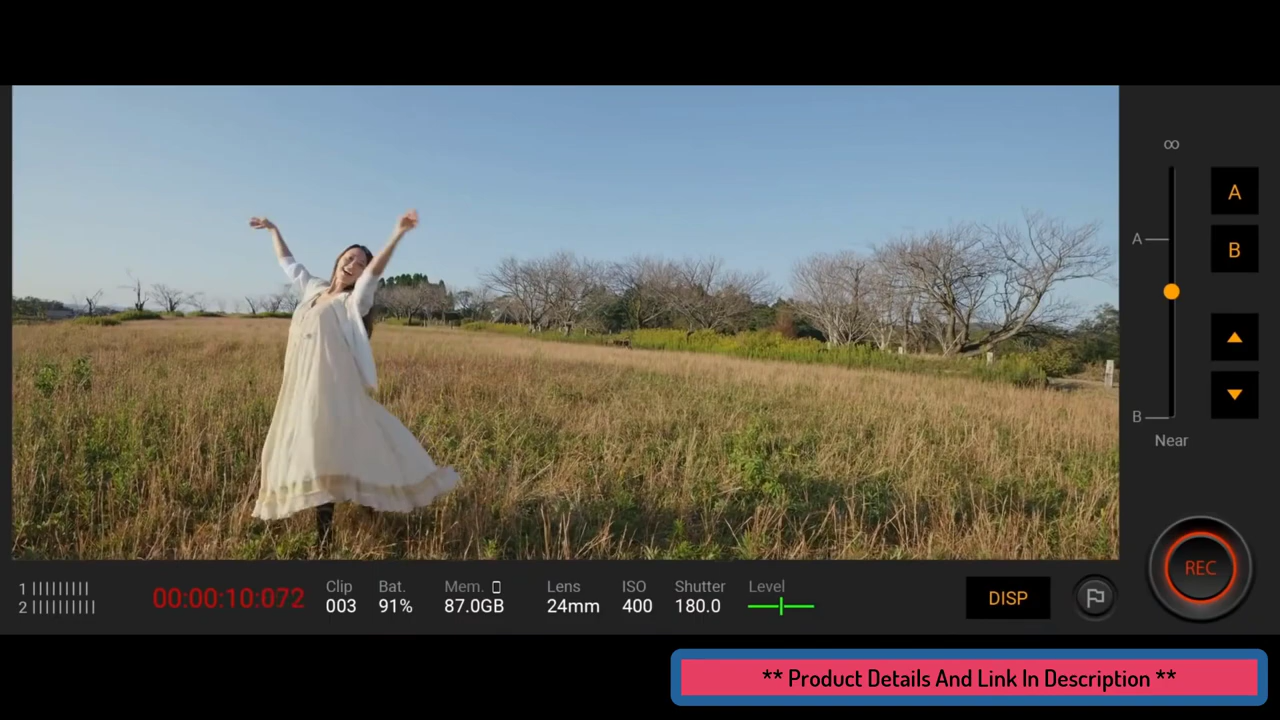 ∞
A
A
B
B
Near
REC
1
2
00:00:10:072
Clip
003
Bat.
91%
Mem.
87.0GB
Lens
24mm
ISO
400
Shutter
180.0
Level
DISP
** Product Details And Link In Description **